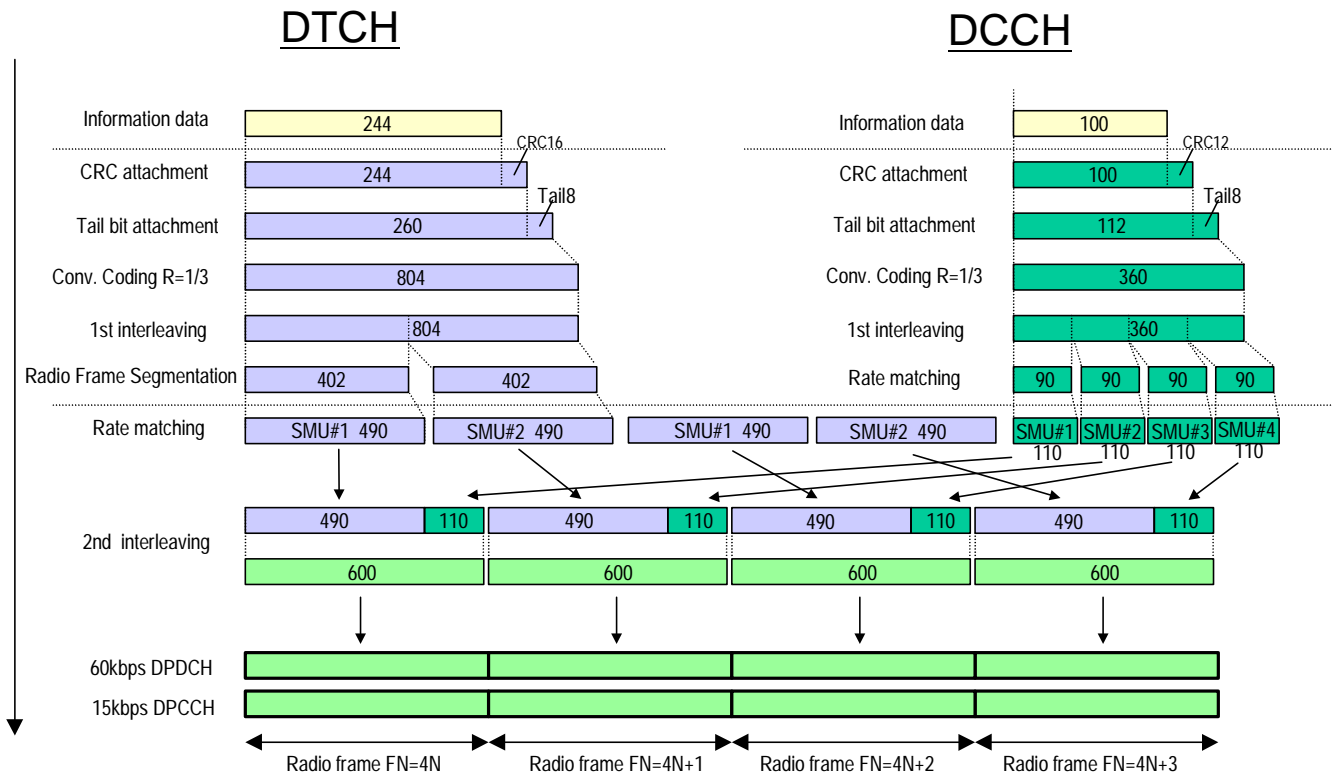 DTCH
DCCH
Information data
244
Information data
100
CRC16
CRC12
CRC attachment
244
CRC attachment
100
Tail8
Tail8
Tail bit attachment
260
Tail bit attachment
112
Conv. Coding R=1/3
804
Conv. Coding R=1/3
360
1st interleaving
804
1st interleaving
360
Radio Frame Segmentation
402
402
Rate matching
90
90
90
90
Rate matching
SMU#1 490
SMU#2 490
SMU#1 490
SMU#2 490
SMU#1
SMU#2
SMU#3
SMU#4
110
110
110
110
2nd interleaving
490
110
490
110
490
110
490
110
600
600
600
600
60kbps DPDCH
15kbps DPCCH
Radio frame FN=4N
Radio frame FN=4N+1
Radio frame FN=4N+2
Radio frame FN=4N+3